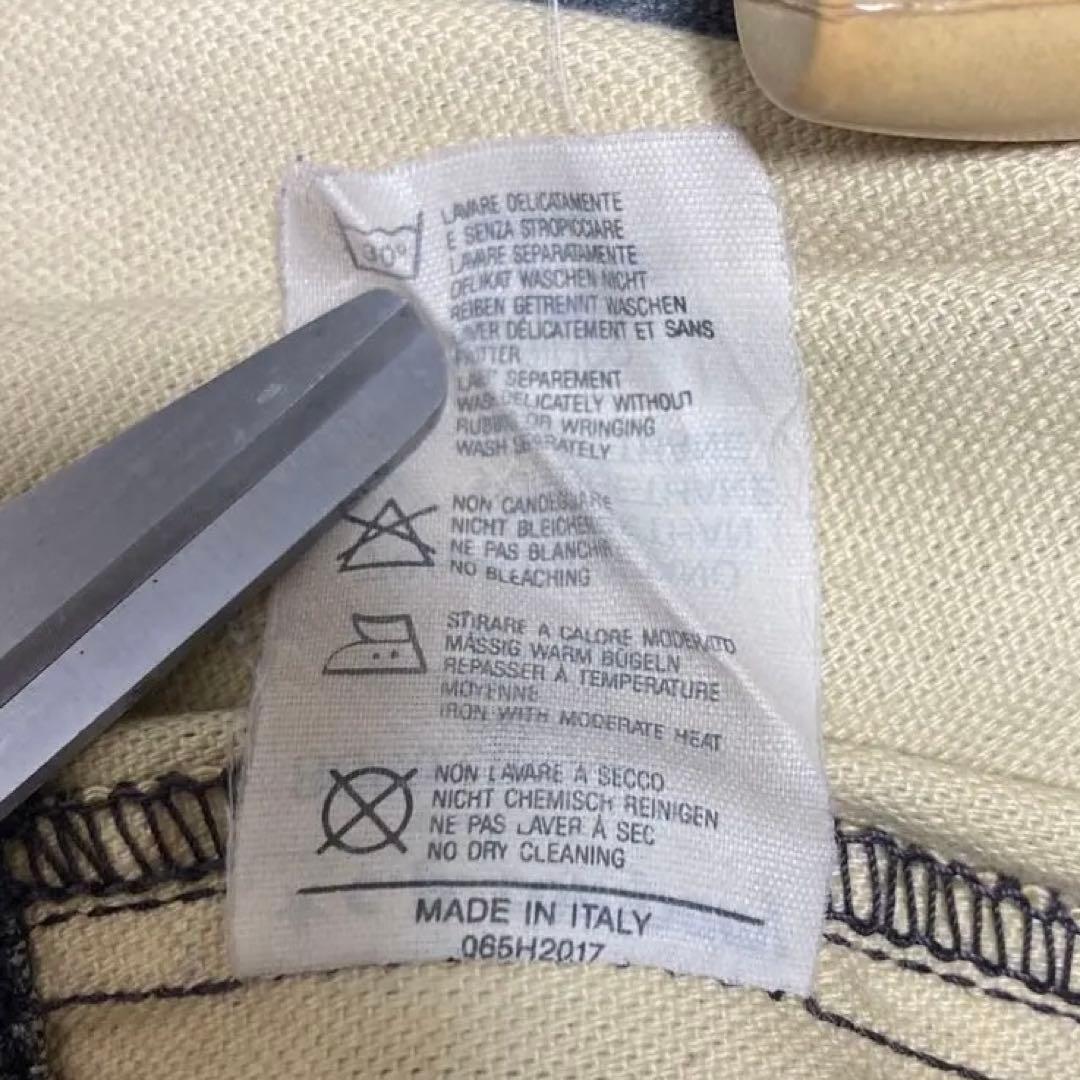 30°
LAVARE DELICATAMENTE
E SENZA STROPICCIARE
LAVARE SEPARATAMENTE
DELIKAT WASCHEN NICHT
REIBEN GETRENNT WASCHEN
LAVER DÉLICATEMENT ET SANS
FROTTER
SEPAREMENT
WASH DELICATELY WITHOUT
RUBBING OR WRINGING
WASH SEPARATELY
NON CANDEGGIARE
NICHT BLEICHEN
NE PAS BLANCHIR
NO BLEACHING
STIRARE A CALORE MODERATO
MÄSSIG WARM BÜGELN
REPASSER À TEMPERATURE
MOYENNE
IRON WITH MODERATE HEAT
NON LAVARE A SECCO
NICHT CHEMISCH REINIGEN
NE PAS LAVER À SEC
NO DRY CLEANING
MADE IN ITALY
065H2017